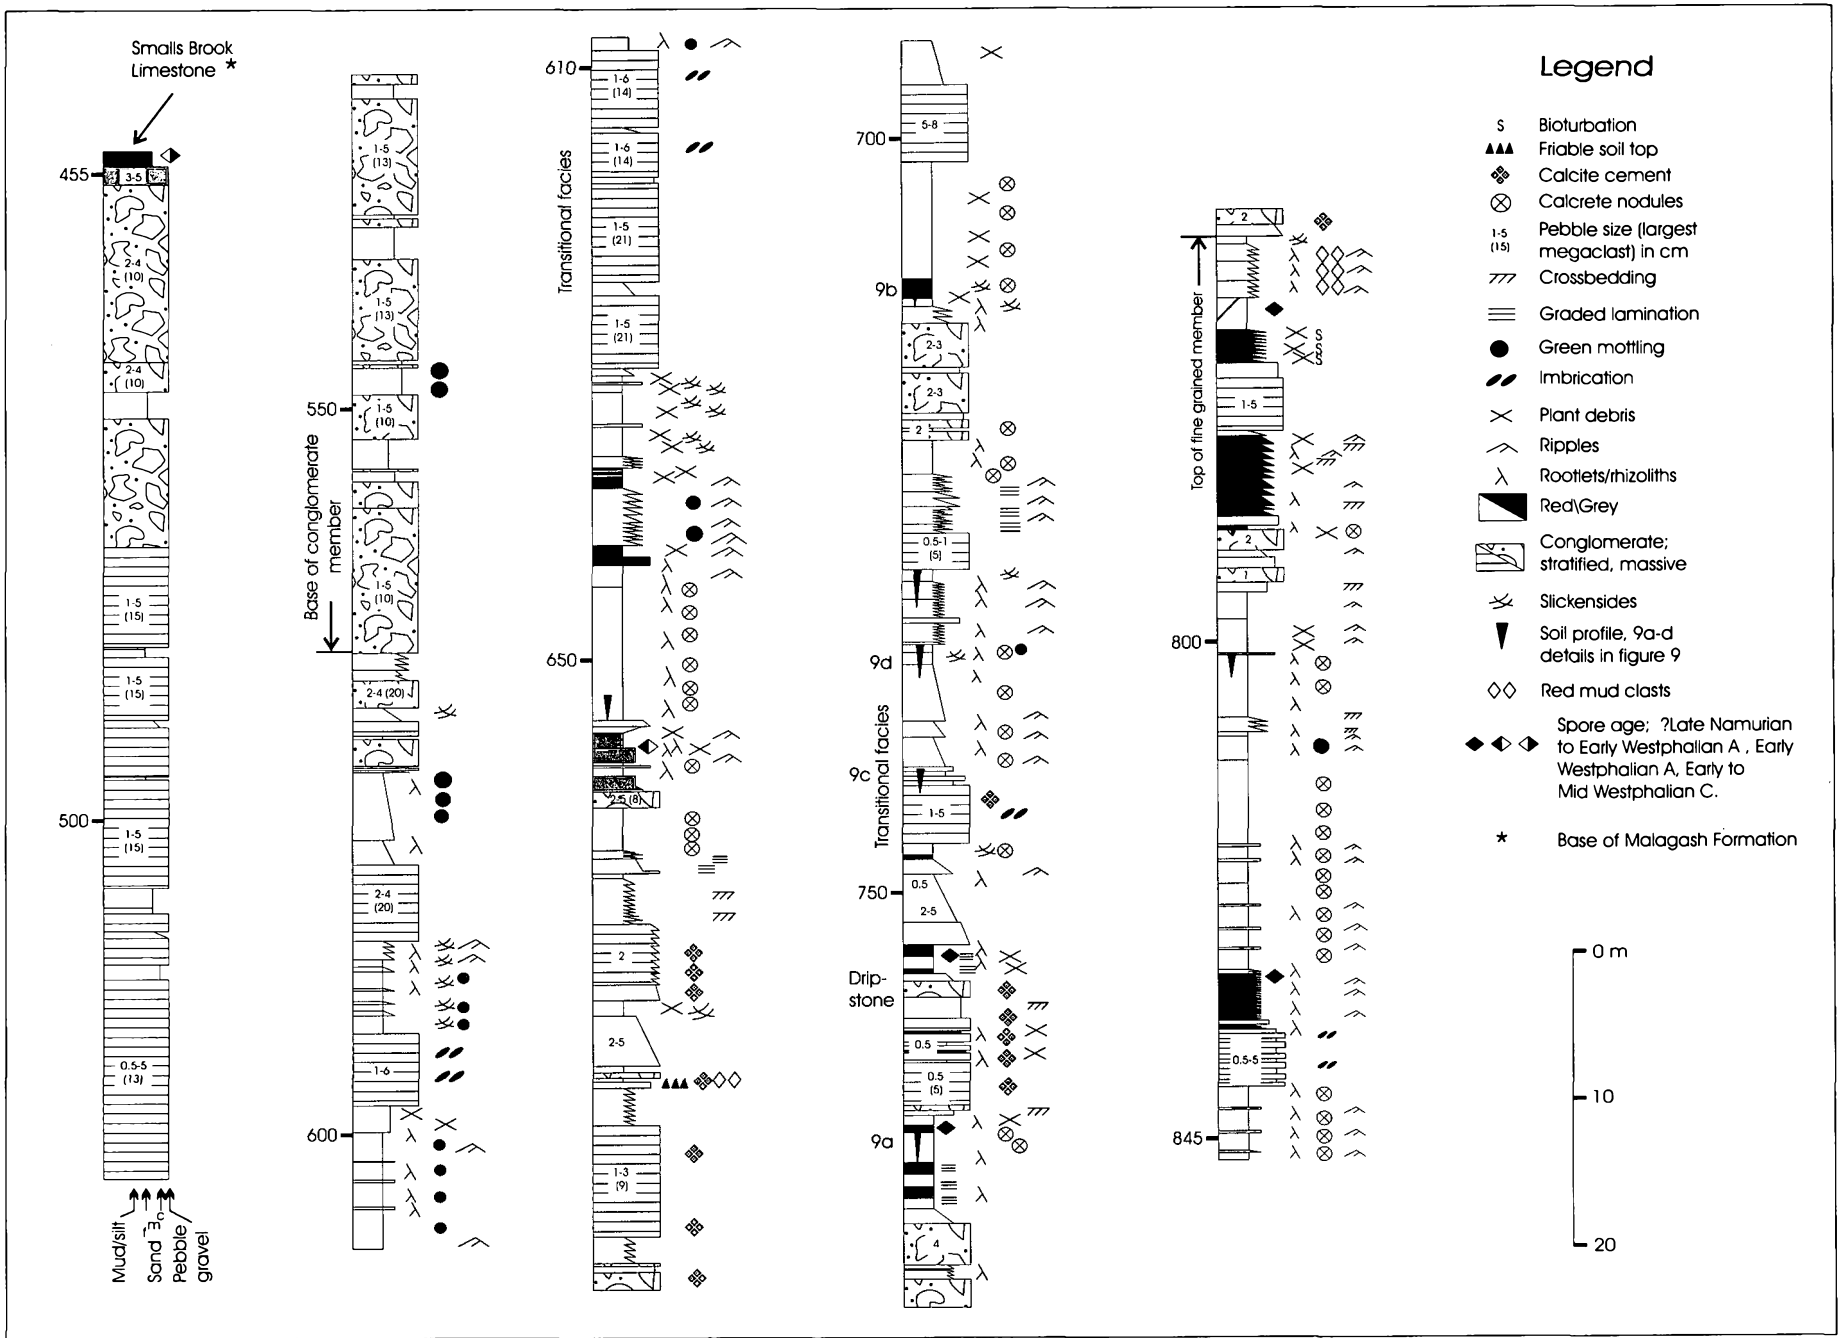 Smalls Brook
Limestone *
455
3-5
2-4
(10)
2-4
(10)
1-5
(15)
1-5
(15)
500
1-5
(15)
0.5-5
(13)
Mud/silt
Sand f m c
Pebble
gravel
1-5
(13)
1-5
(13)
550
1-5
(10)
Base of conglomerate
member
1-5
(10)
2-4 (20)
2-4
(20)
1-6
600
610
1-6
(14)
1-6
(14)
Transitional facies
1-5
(21)
1-5
(21)
650
2-5 (8)
2
2-5
1-3
(9)
5-8
700
9b
2-3
2-3
2
0.5-1
(5)
9d
Transitional facies
9c
1-5
750
0.5
2-5
Drip-
stone
0.5
0.5
(5)
9a
4
2
Top of fine grained member
1-5
2
1
800
0.5-5
845
Legend
S Bioturbation
Friable soil top
Calcite cement
Calcrete nodules
1-5
(15)
Pebble size (largest
megaclast) in cm
Crossbedding
Graded lamination
Green mottling
Imbrication
Plant debris
Ripples
Rootlets/rhizoliths
Red\Grey
Conglomerate;
stratified, massive
Slickensides
Soil profile, 9a-d
details in figure 9
Red mud clasts
Spore age; ?Late Namurian
to Early Westphalian A , Early
Westphalian A, Early to
Mid Westphalian C.
* Base of Malagash Formation
0 m
10
20